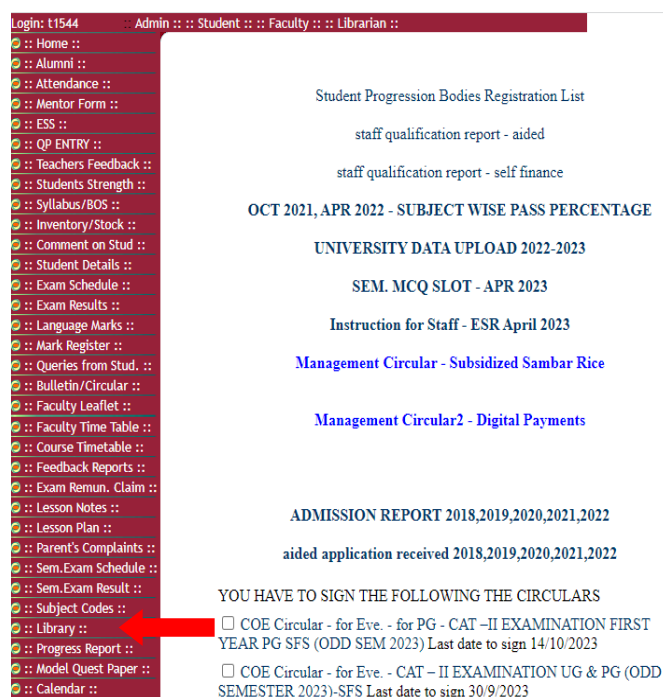 Login: t1544 :: Admin :: :: Student :: :: Faculty :: :: Librarian ::
:: Home ::
:: Alumni ::
:: Attendance ::
:: Mentor Form ::
:: ESS ::
:: QP ENTRY ::
:: Teachers Feedback ::
:: Students Strength ::
:: Syllabus/BOS ::
:: Inventory/Stock ::
:: Comment on Stud ::
:: Student Details ::
:: Exam Schedule ::
:: Exam Results ::
:: Language Marks ::
:: Mark Register ::
:: Queries from Stud. ::
:: Bulletin/Circular ::
:: Faculty Leaflet ::
:: Faculty Time Table ::
:: Course Timetable ::
:: Feedback Reports ::
:: Exam Remun. Claim ::
:: Lesson Notes ::
:: Lesson Plan ::
:: Parent's Complaints ::
:: Sem.Exam Schedule ::
:: Sem.Exam Result ::
:: Subject Codes ::
:: Library ::
:: Progress Report ::
:: Model Quest Paper ::
:: Calendar ::
Student Progression Bodies Registration List
staff qualification report - aided
staff qualification report - self finance
OCT 2021, APR 2022 - SUBJECT WISE PASS PERCENTAGE
UNIVERSITY DATA UPLOAD 2022-2023
SEM. MCQ SLOT - APR 2023
Instruction for Staff - ESR April 2023
Management Circular - Subsidized Sambar Rice
Management Circular2 - Digital Payments
ADMISSION REPORT 2018,2019,2020,2021,2022
aided application received 2018,2019,2020,2021,2022
YOU HAVE TO SIGN THE FOLLOWING THE CIRCULARS
COE Circular - for Eve. - for PG - CAT –II EXAMINATION FIRST
YEAR PG SFS (ODD SEM 2023) Last date to sign 14/10/2023
COE Circular - for Eve. - CAT – II EXAMINATION UG & PG (ODD
SEMESTER 2023)-SFS Last date to sign 30/9/2023